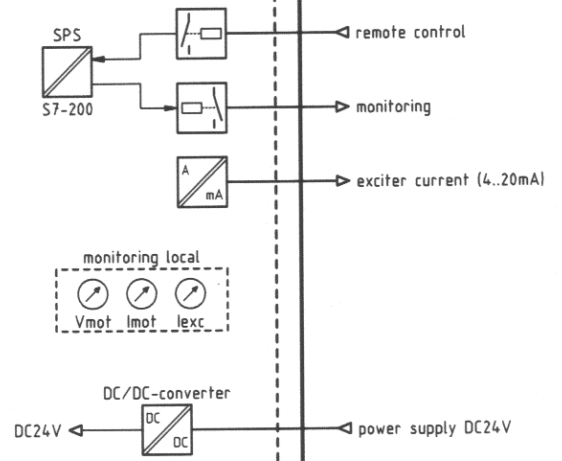 SPS
S7-200
remote control
monitoring
A
mA
exciter current (4..20mA)
monitoring local
Vmot Imot Iexc
DC/DC-converter
DC24V
DC
DC
power supply DC24V